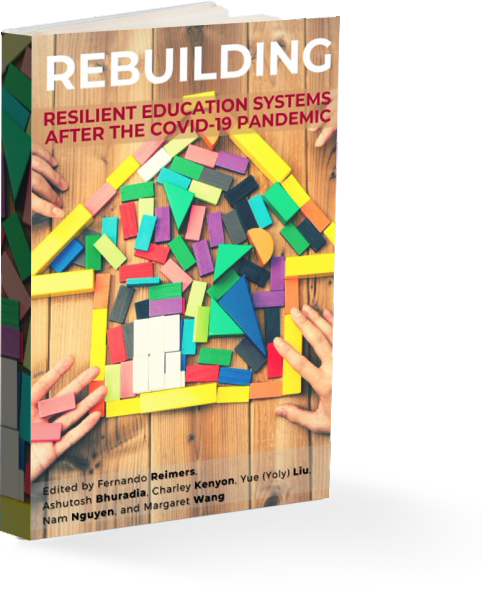 REBUILDING
RESILIENT EDUCATION SYSTEMS
AFTER THE COVID-19 PANDEMIC
Edited by Fernando Reimers,
Ashutosh Bhuradia, Charley Kenyon, Yue (Yoly) Liu,
Nam Nguyen, and Margaret Wang